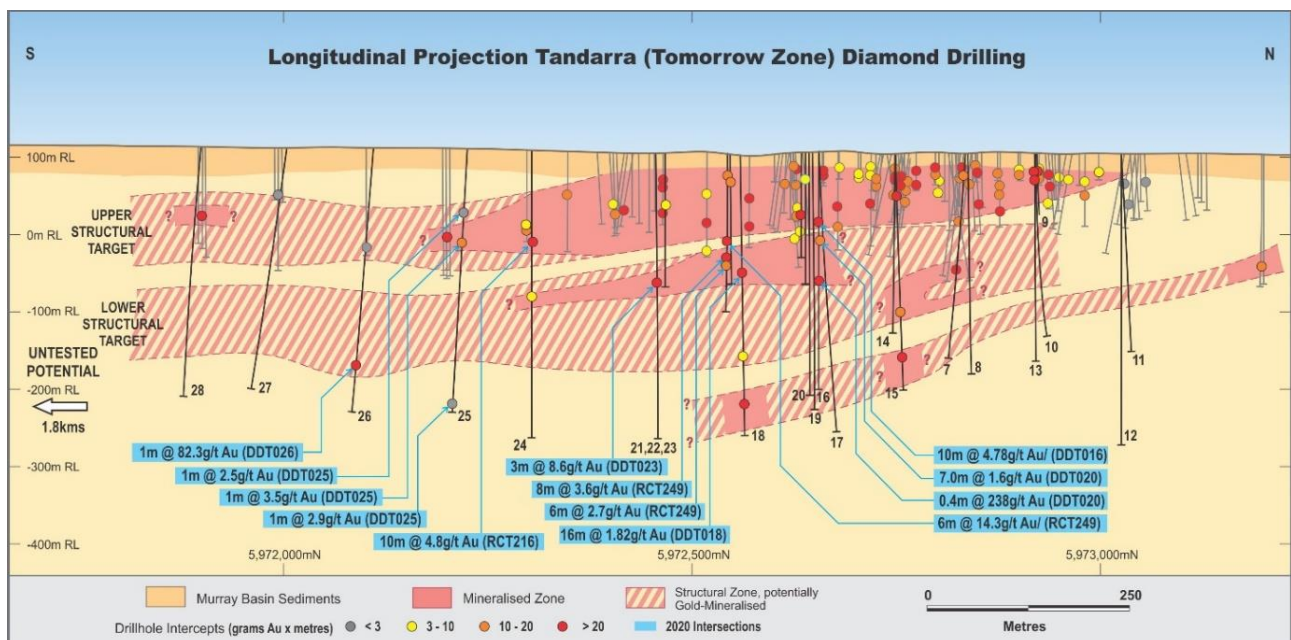 Longitudinal Projection Tandarra (Tomorrow Zone) Diamond Drilling
S
N
100m RL
UPPER
STRUCTURAL
TARGET
0m RL
LOWER
STRUCTURAL
TARGET
-100m RL
UNTESTED
POTENTIAL
-200m RL
1.8kms
-300m RL
-400m RL
?
?
?
?
?
?
?
?
?
?
?
?
?
28
27
26
25
24
21,22,23
18
20
19
16
17
14
15
7
8
9
13
10
11
12
1m @ 82.3g/t Au (DDT026)
1m @ 2.5g/t Au (DDT025)
1m @ 3.5g/t Au (DDT025)
1m @ 2.9g/t Au (DDT025)
10m @ 4.8g/t Au (RCT216)
3m @ 8.6g/t Au (DDT023)
8m @ 3.6g/t Au (RCT249)
6m @ 2.7g/t Au (RCT249)
16m @ 1.82g/t Au (DDT018)
10m @ 4.78g/t Au/ (DDT016)
7.0m @ 1.6g/t Au (DDT020)
0.4m @ 238g/t Au (DDT020)
6m @ 14.3g/t Au/ (RCT249)
5,972,000mN
5,972,500mN
5,973,000mN
Murray Basin Sediments
Mineralised Zone
Structural Zone, potentially
Gold-Mineralised
0
250
Metres
Drillhole Intercepts (grams Au x metres)
< 3
3 - 10
10 - 20
> 20
2020 Intersections